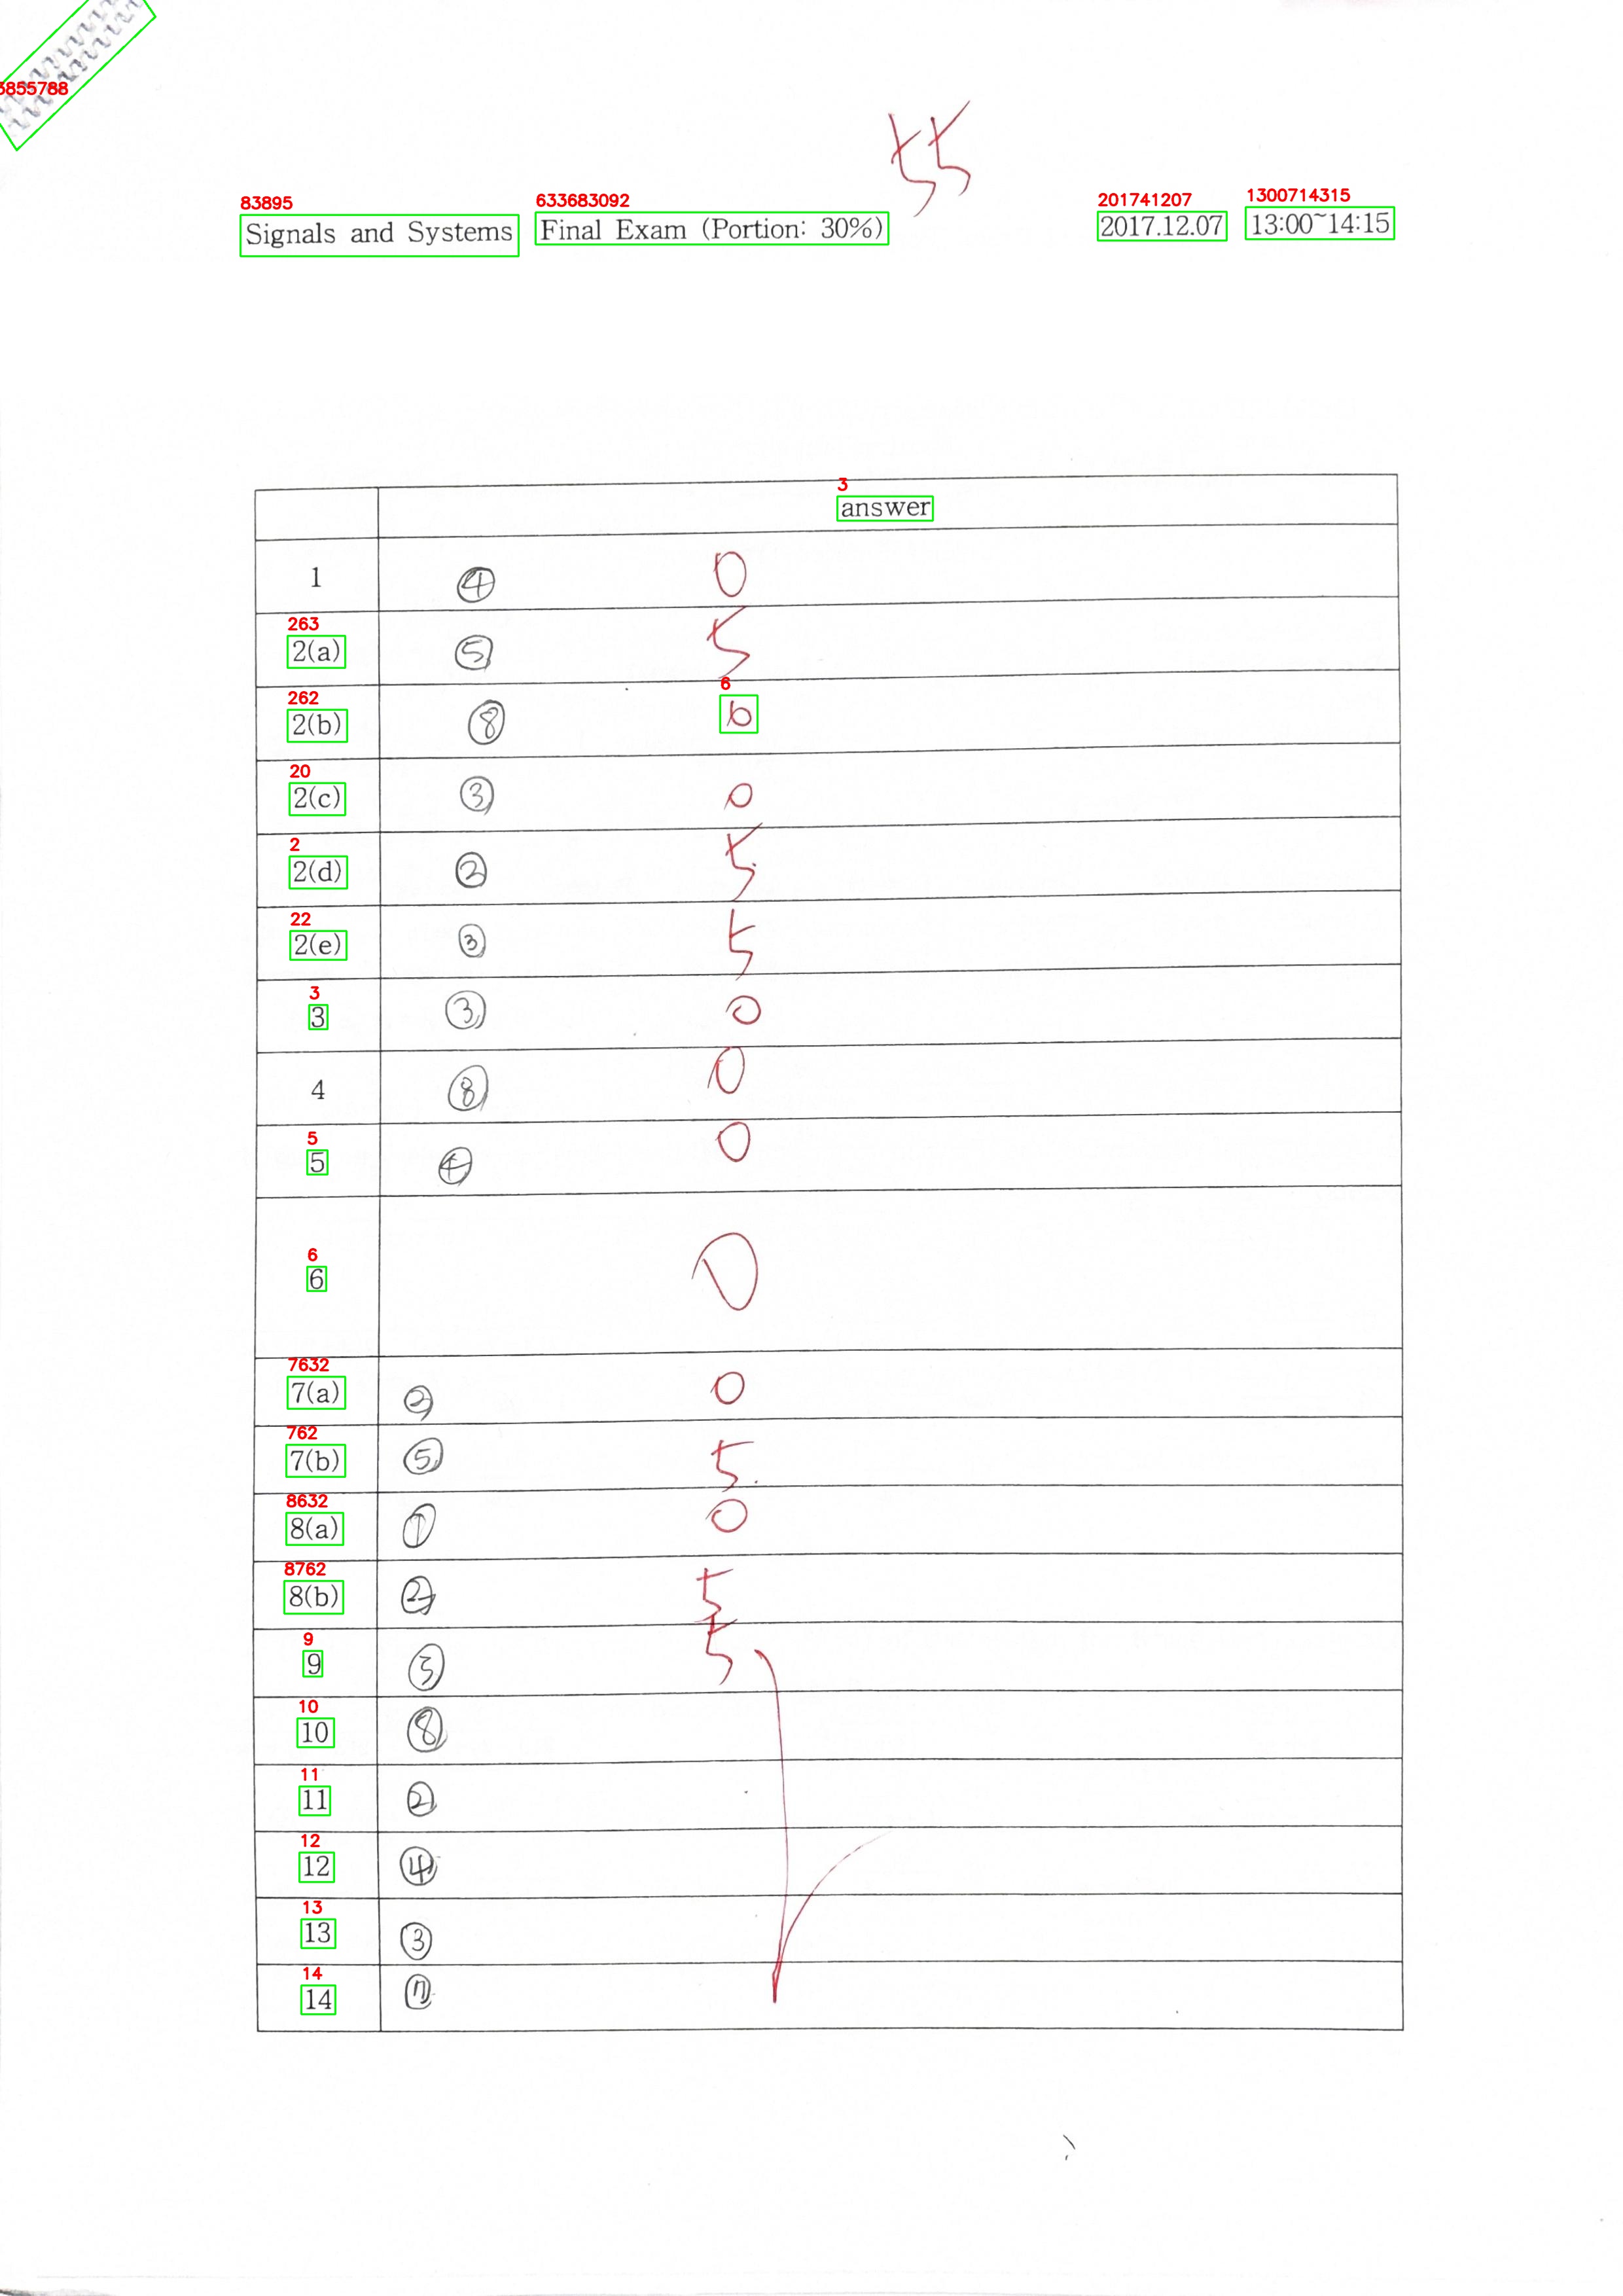 3855788
55
83895 633683092 201741207 1300714315
Signals and Systems Final Exam (Portion: 30%) 2017.12.07 13:00~14:15
3
answer
1 ④ 0
263
2(a) ⑤ 5
262 6
2(b) ⑧ 0
20
2(c) ③ 0
2
2(d) ② 5
22
2(e) ③ 5
3
3 ③ 0
4 ⑧ 0
5
5 ④ 0
6
6 0
7632
7(a) ② 0
762
7(b) ⑤ 5
8632
8(a) ① 0
8762
8(b) ② 5
9
9 ③ 5
10
10 ⑧
11
11 ②
12
12 ④
13
13 ③
14
14 ⑦